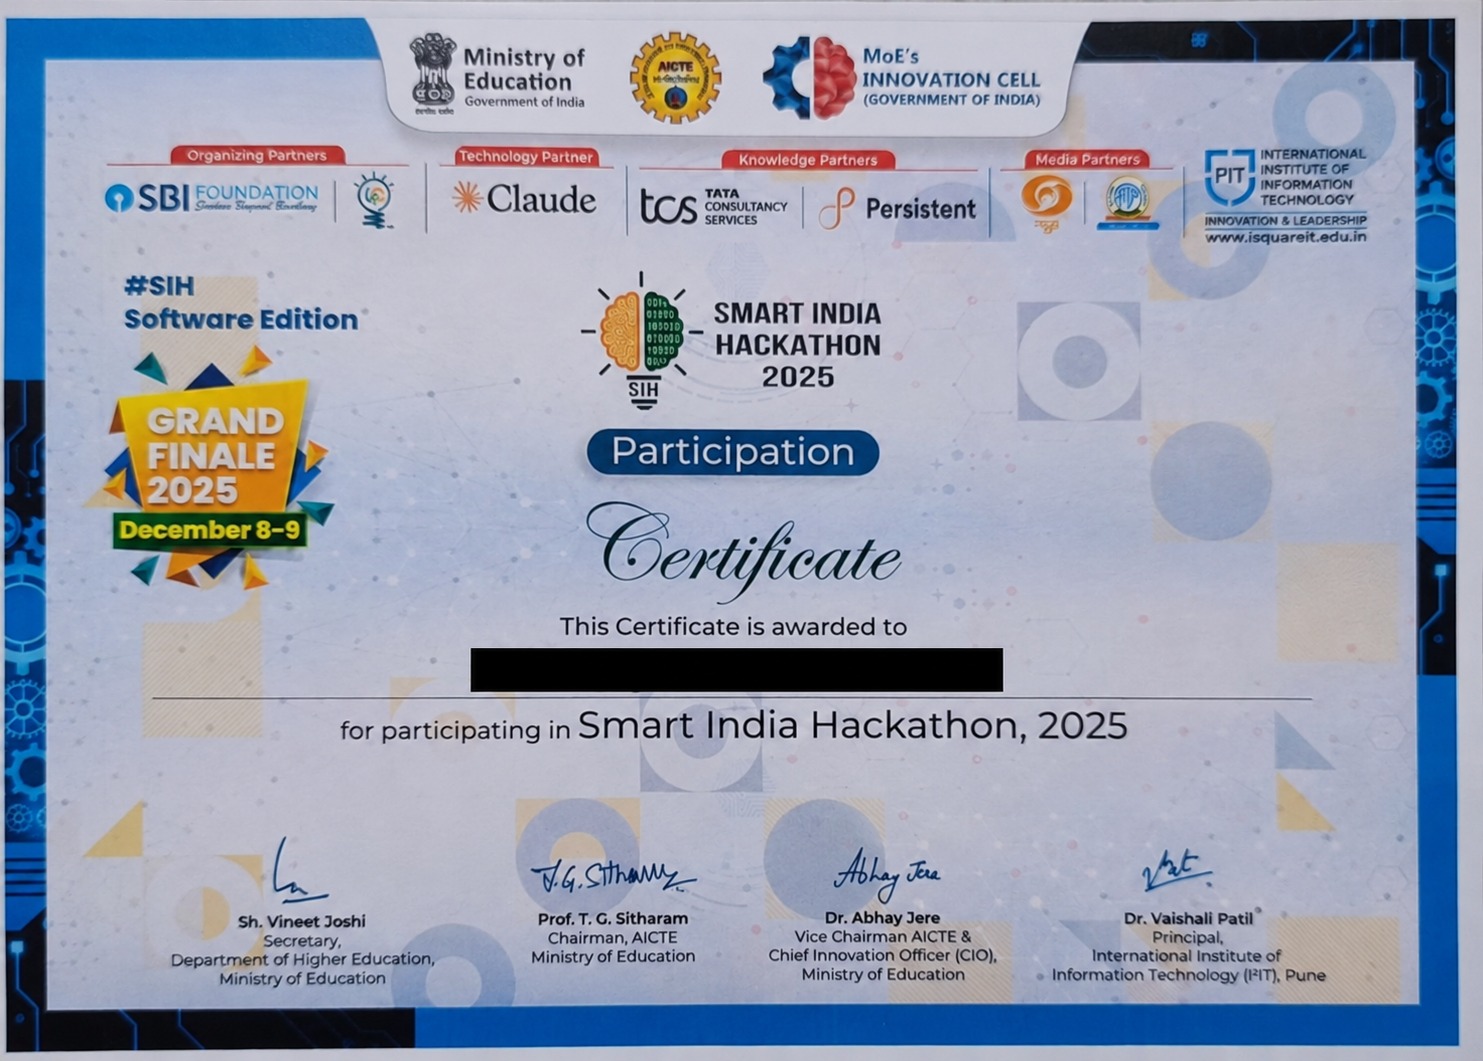 Ministry of
Education
Government of India
AICTE
MoE's
INNOVATION CELL
(GOVERNMENT OF INDIA)
Organizing Partners
Technology Partner
Knowledge Partners
Media Partners
SBI FOUNDATION
Claude
tcs TATA
CONSULTANCY
SERVICES
Persistent
PIT
INTERNATIONAL
INSTITUTE OF
INFORMATION
TECHNOLOGY
INNOVATION & LEADERSHIP
www.isquareit.edu.in
#SIH
Software Edition
GRAND
FINALE
2025
December 8-9
SIH
SMART INDIA
HACKATHON
2025
Participation
Certificate
This Certificate is awarded to
for participating in Smart India Hackathon, 2025
T.G. Sitharam
Abhay Jere
Sh. Vineet Joshi
Secretary,
Department of Higher Education,
Ministry of Education
Prof. T. G. Sitharam
Chairman, AICTE
Ministry of Education
Dr. Abhay Jere
Vice Chairman AICTE &
Chief Innovation Officer (CIO),
Ministry of Education
Dr. Vaishali Patil
Principal,
International Institute of
Information Technology (I²IT), Pune